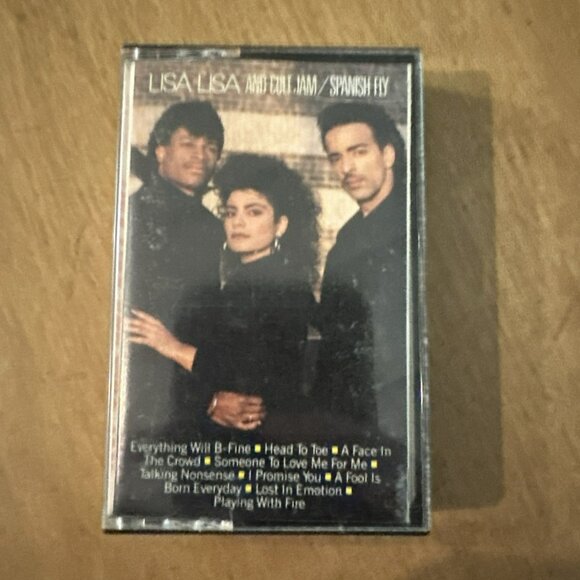 LISA LISA AND CULT JAM / SPANISH FLY
Everything Will B-Fine ■ Head To Toe ■ A Face In
The Crowd ■ Someone To Love Me For Me ■
Talking Nonsense ■ I Promise You ■ A Fool Is
Born Everyday ■ Lost In Emotion ■
Playing With Fire